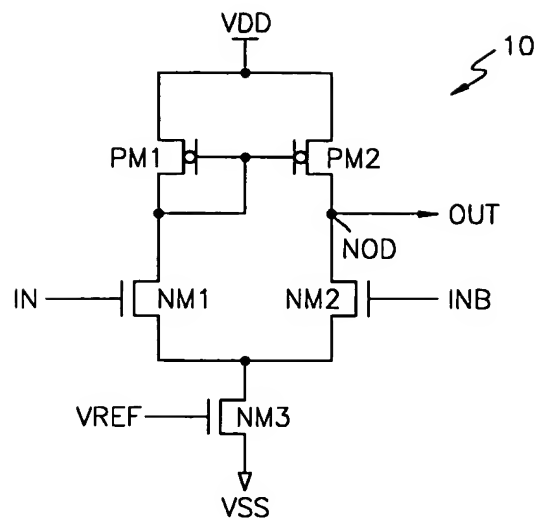 VDD
10
PM1
PM2
OUT
NOD
IN
NM1
NM2
INB
VREF
NM3
VSS